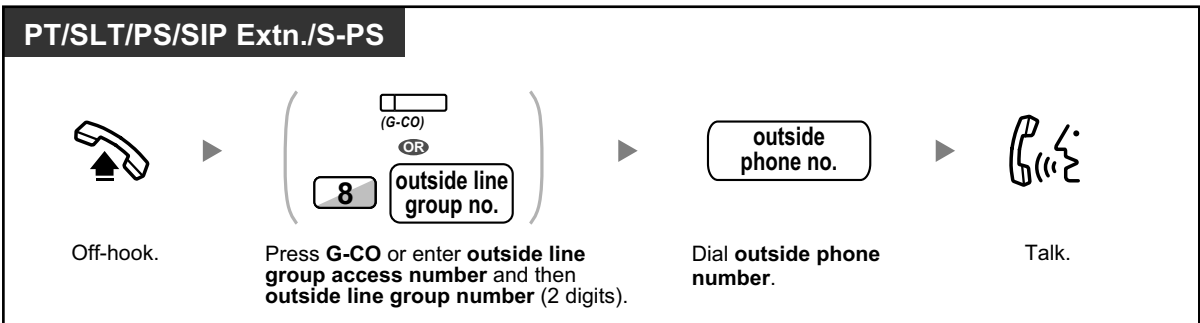 PT/SLT/PS/SIP Extn./S-PS
(G-CO)
OR
8
outside line
group no.
outside
phone no.
Off-hook.
Press G-CO or enter outside line
group access number and then
outside line group number (2 digits).
Dial outside phone
number.
Talk.